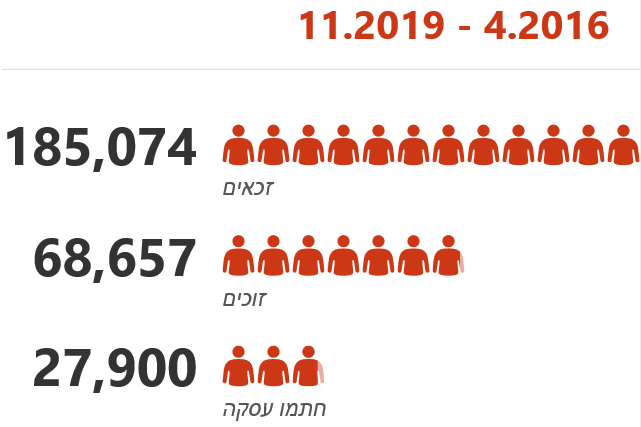 11.2019 - 4.2016
185,074
זכאים
68,657
זוכים
27,900
חתמו עסקה